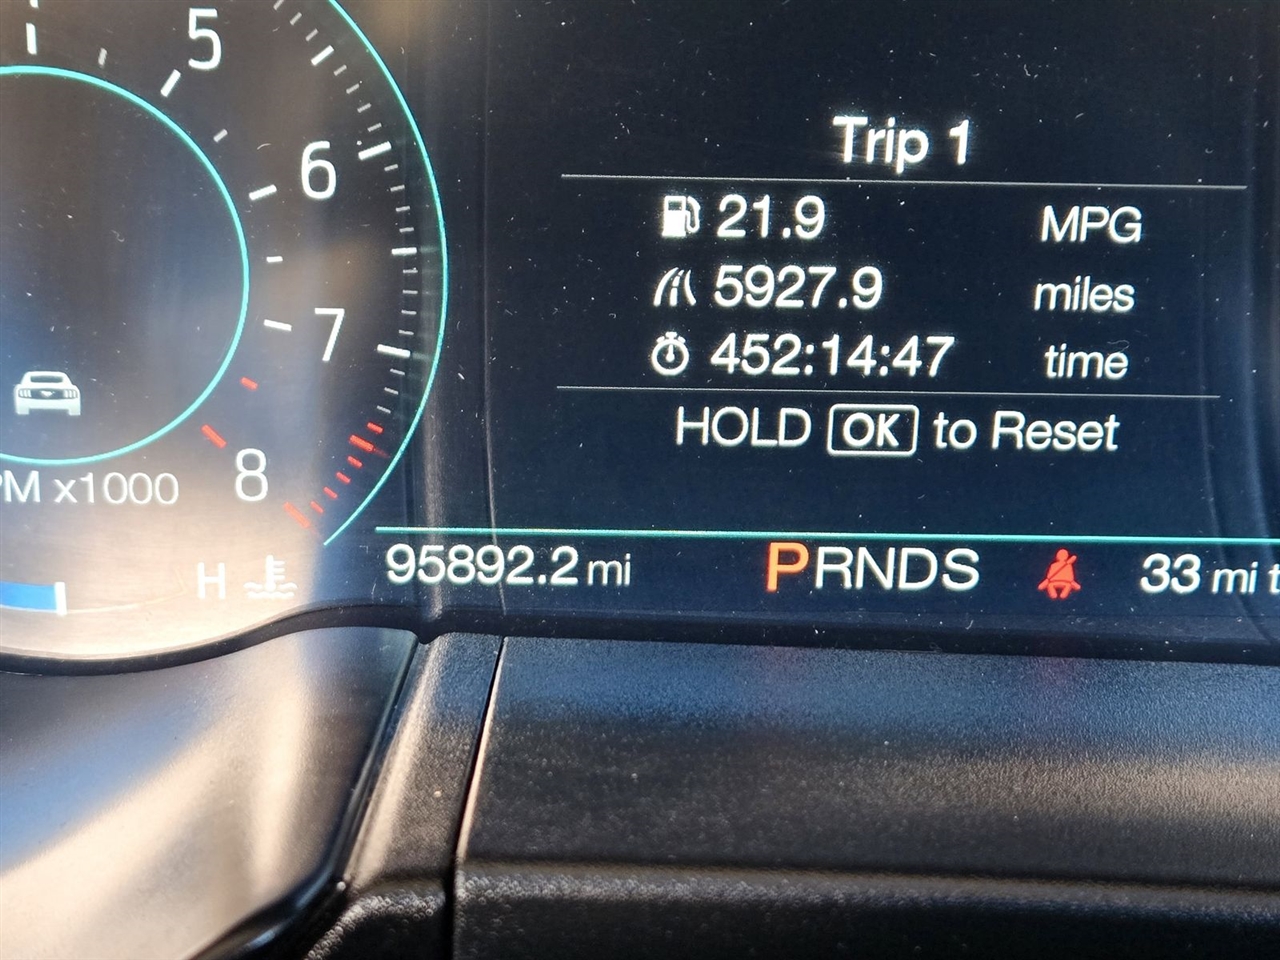 5
6
7
8
PM x1000
H
Trip 1
21.9 MPG
5927.9 miles
452:14:47 time
HOLD OK to Reset
95892.2 mi PRNDS 33 mi t